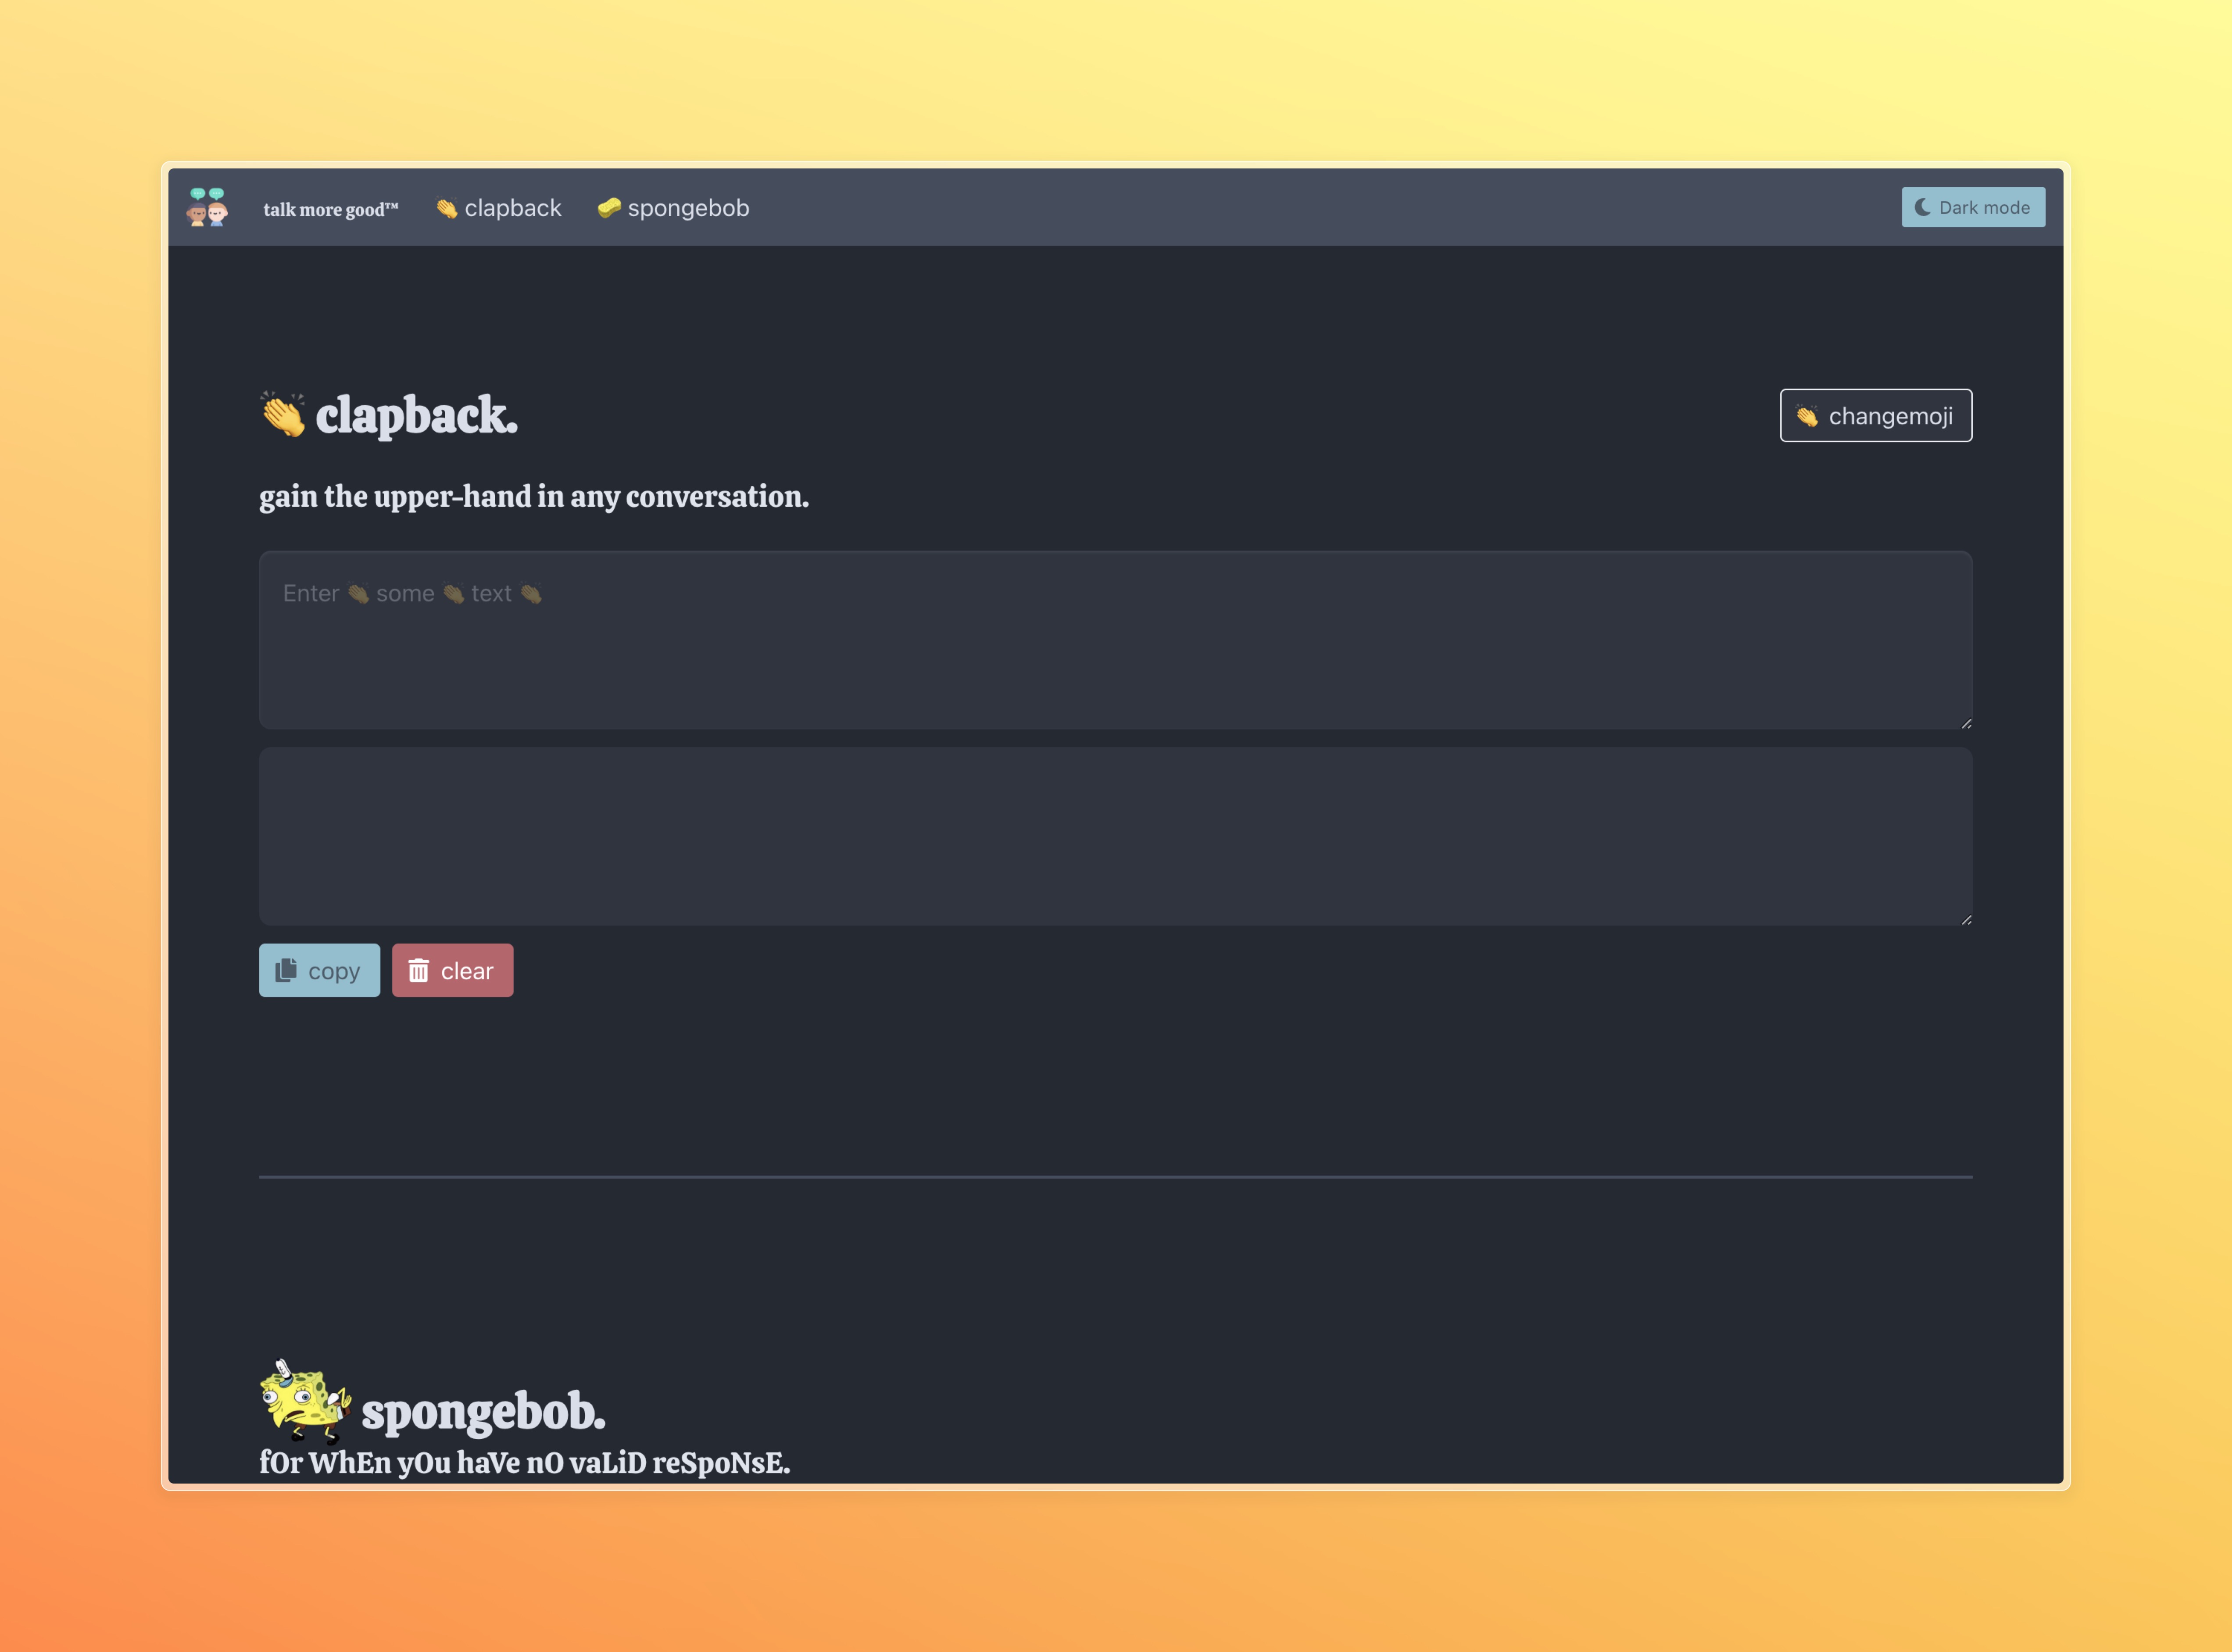 talk more good™ 👏 clapback 🧽 spongebob Dark mode
👏 clapback. 👏 changemoji
gain the upper-hand in any conversation.
Enter 👏 some 👏 text 👏
copy clear
spongebob.
fOr WhEn yOu haVe nO vaLiD reSpoNsE.